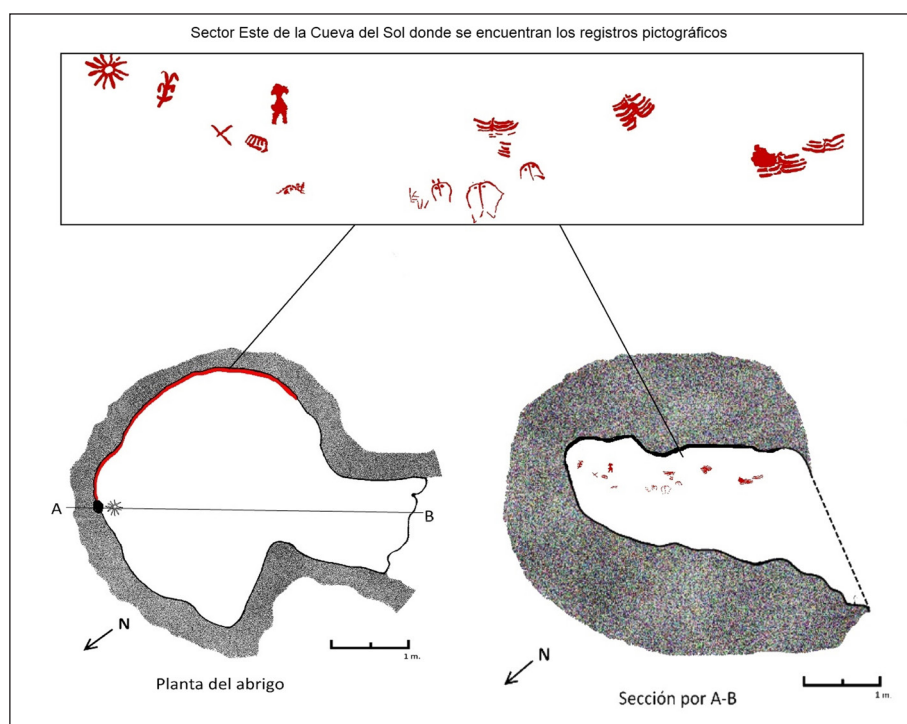 Sector Este de la Cueva del Sol donde se encuentran los registros pictográficos
A
B
N
1 m.
Planta del abrigo
N
1 m.
Sección por A-B